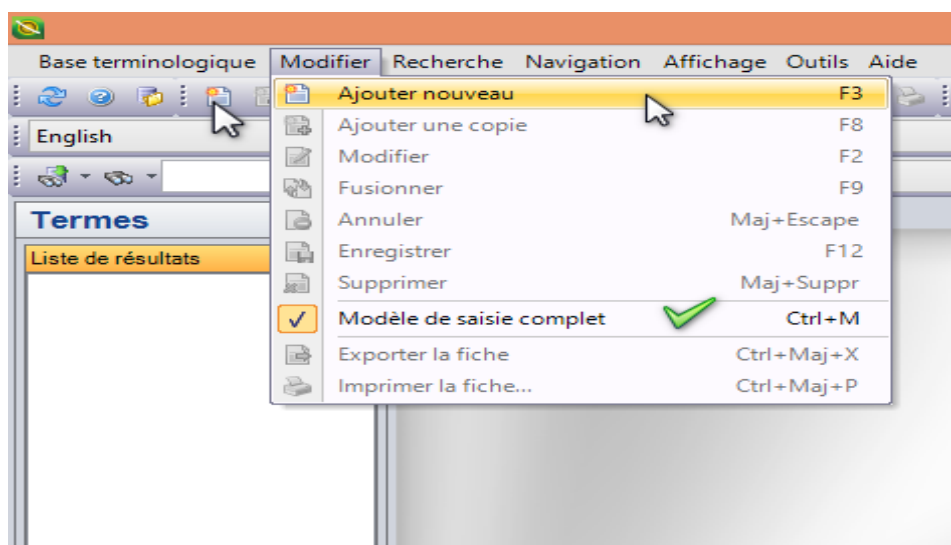 Base terminologique Modifier Recherche Navigation Affichage Outils Aide
Ajouter nouveau F3
English
Ajouter une copie F8
Modifier F2
Fusionner F9
Termes
Annuler Maj+Escape
Liste de résultats
Enregistrer F12
Supprimer Maj+Suppr
Modèle de saisie complet Ctrl+M
Exporter la fiche Ctrl+Maj+X
Imprimer la fiche... Ctrl+Maj+P